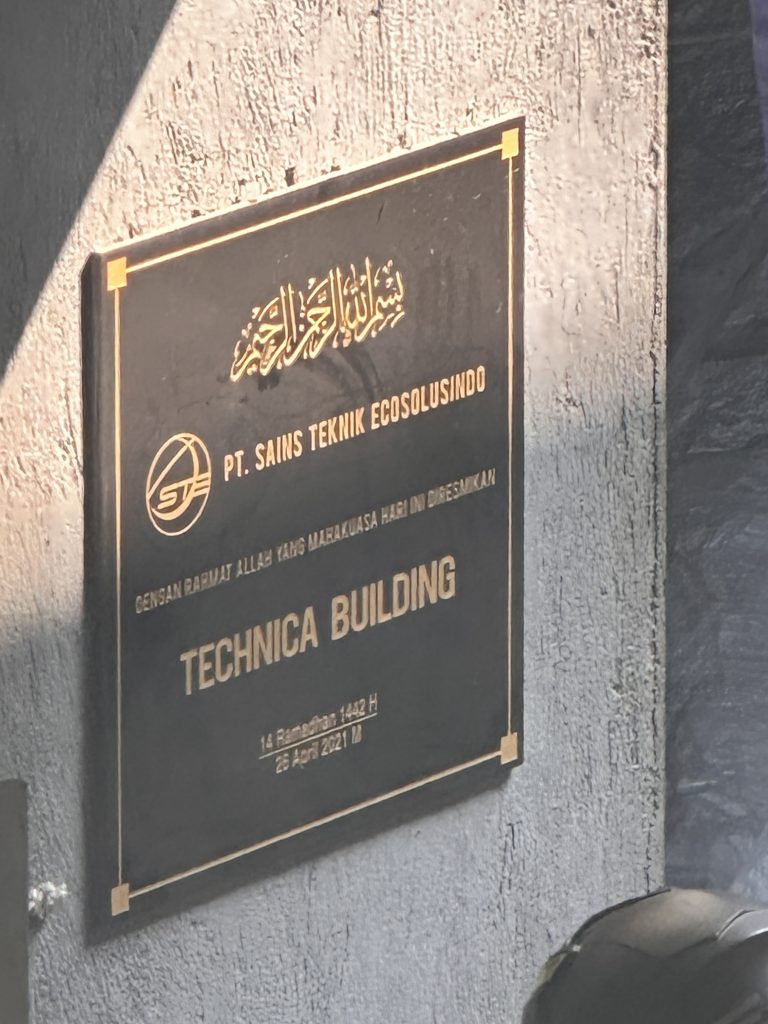 بسم الله الرحمن الرحيم
STE
PT. SAINS TEKNIK ECOSOLUSINDO
DENGAN RAHMAT ALLAH YANG MAHAKUASA HARI INI DIRESMIKAN
TECHNICA BUILDING
14 Ramadhan 1442 H
26 April 2021 M